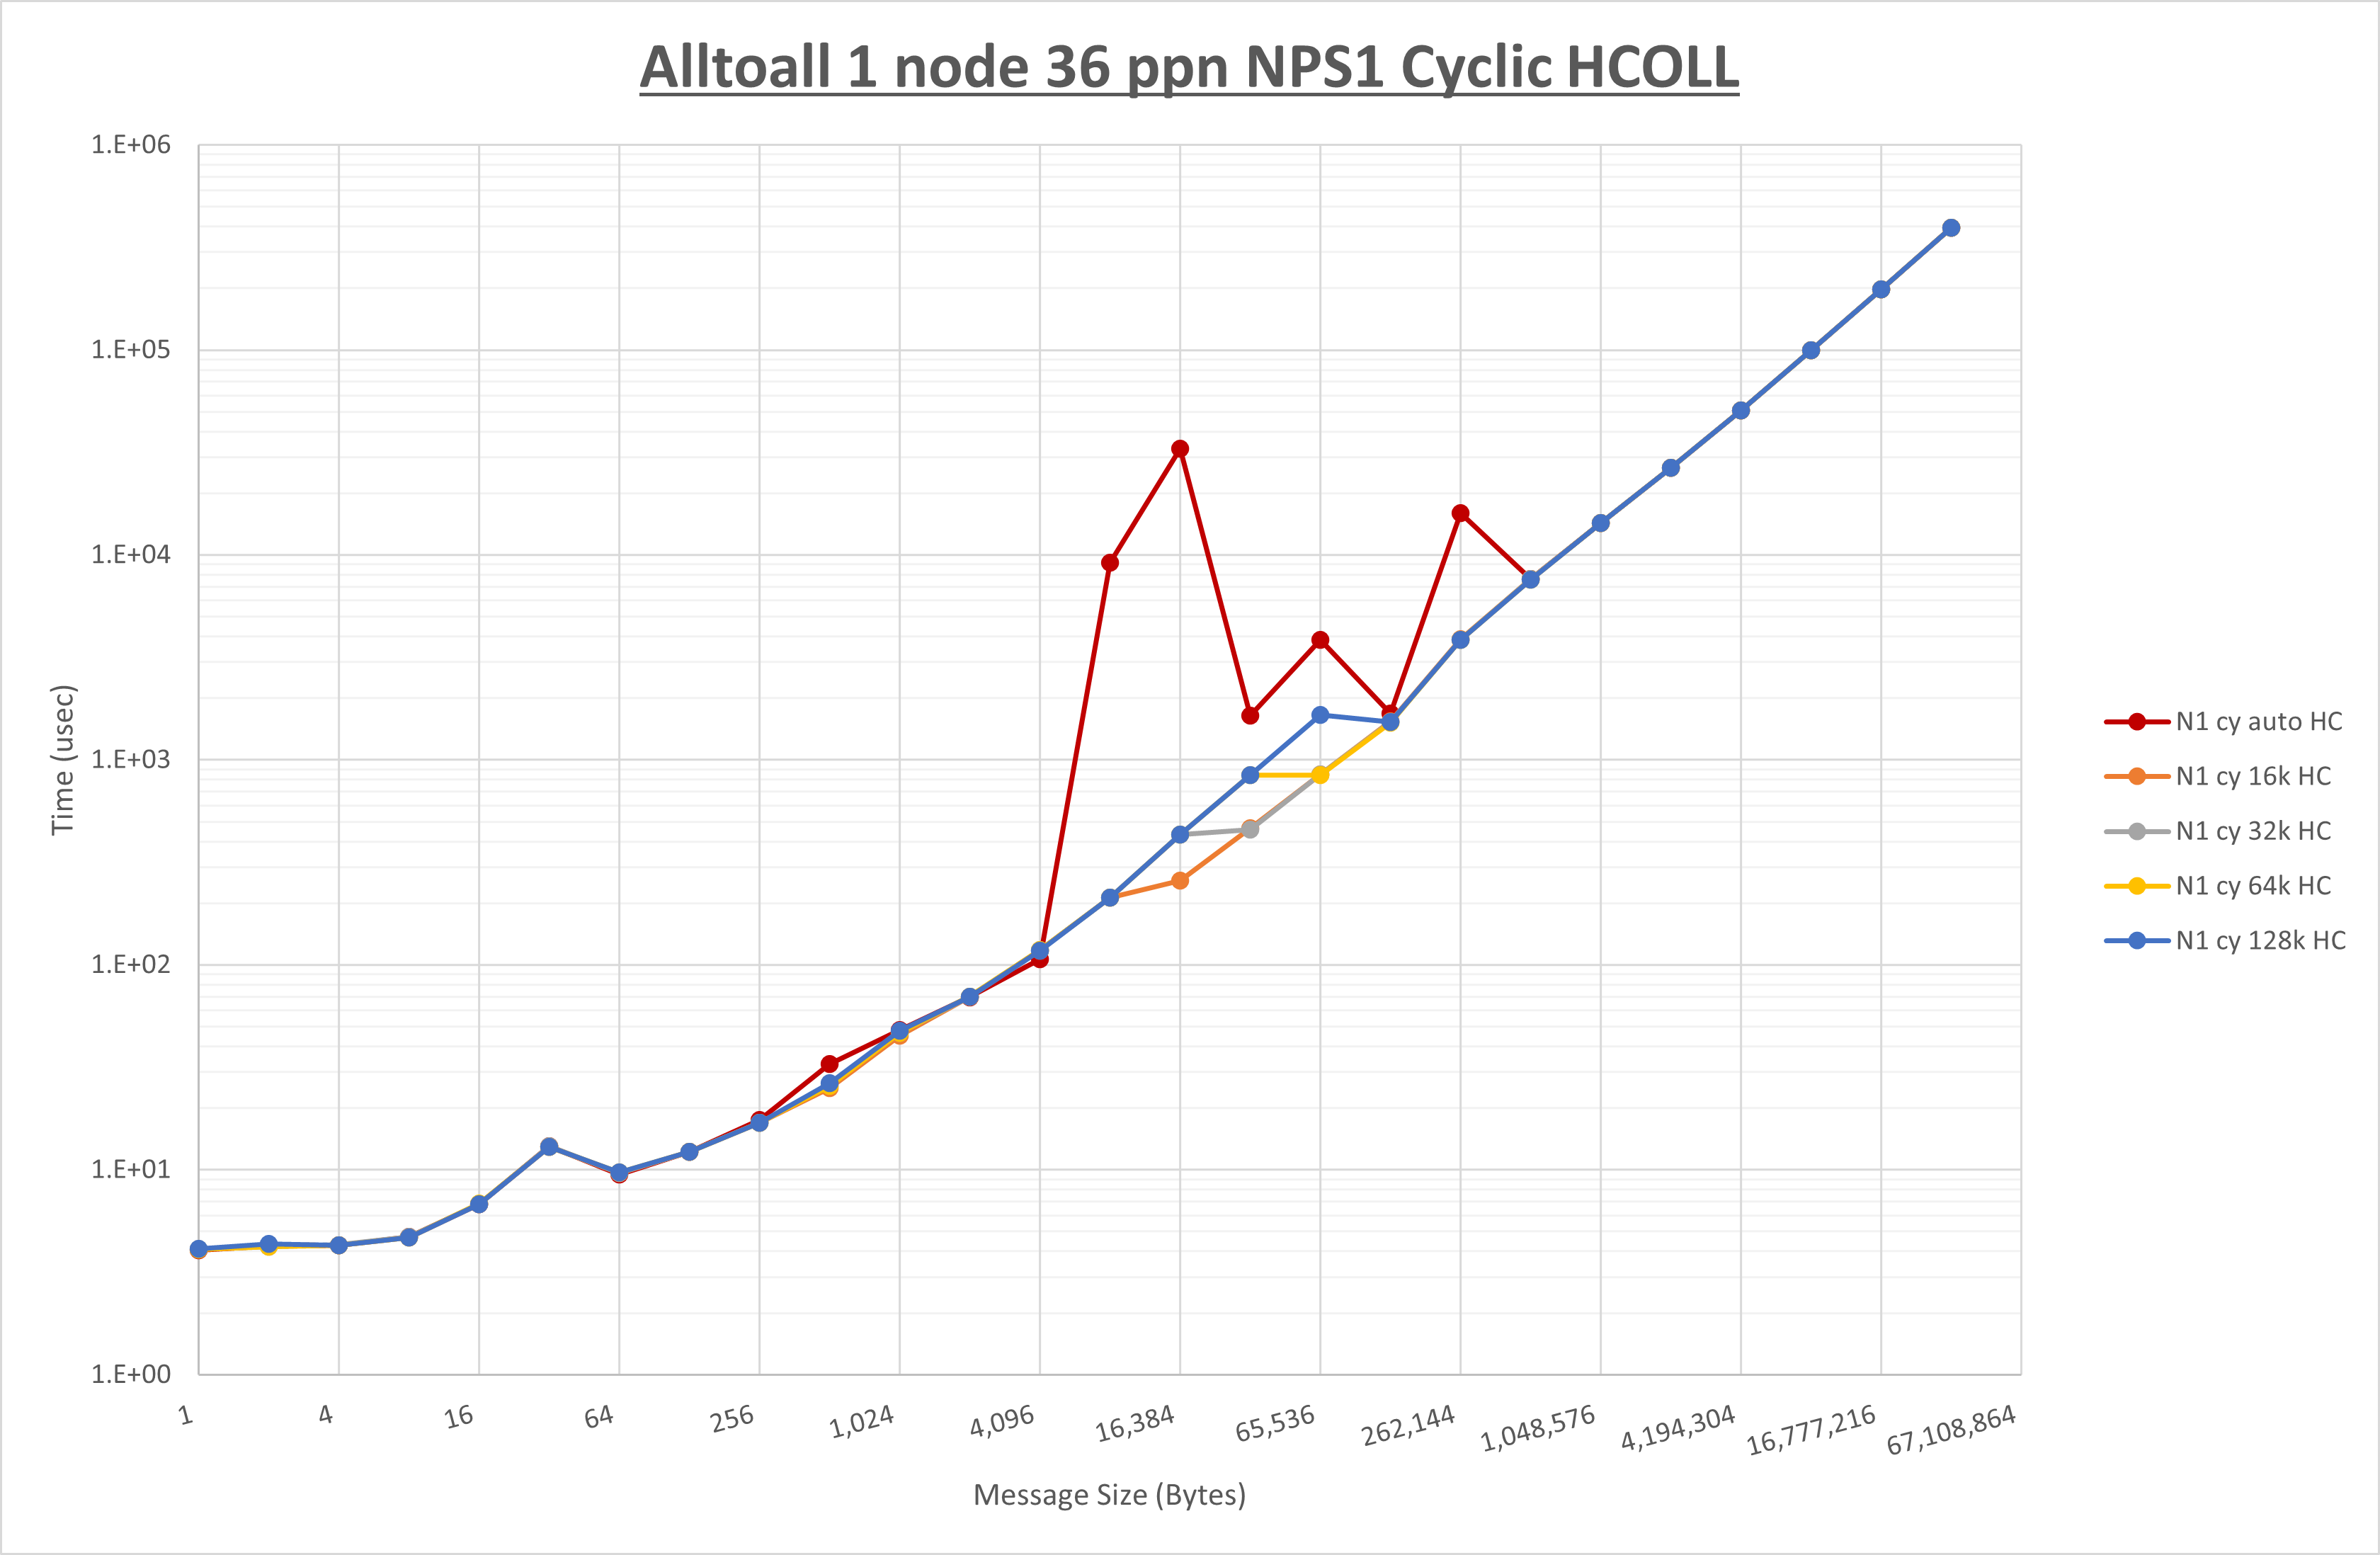 Alltoall 1 node 36 ppn NPS1 Cyclic HCOLL
1.E+06
1.E+05
1.E+04
1.E+03
1.E+02
1.E+01
1.E+00
Time (usec)
1
4
16
64
256
1,024
4,096
16,384
65,536
262,144
1,048,576
4,194,304
16,777,216
67,108,864
Message Size (Bytes)
N1 cy auto HC
N1 cy 16k HC
N1 cy 32k HC
N1 cy 64k HC
N1 cy 128k HC